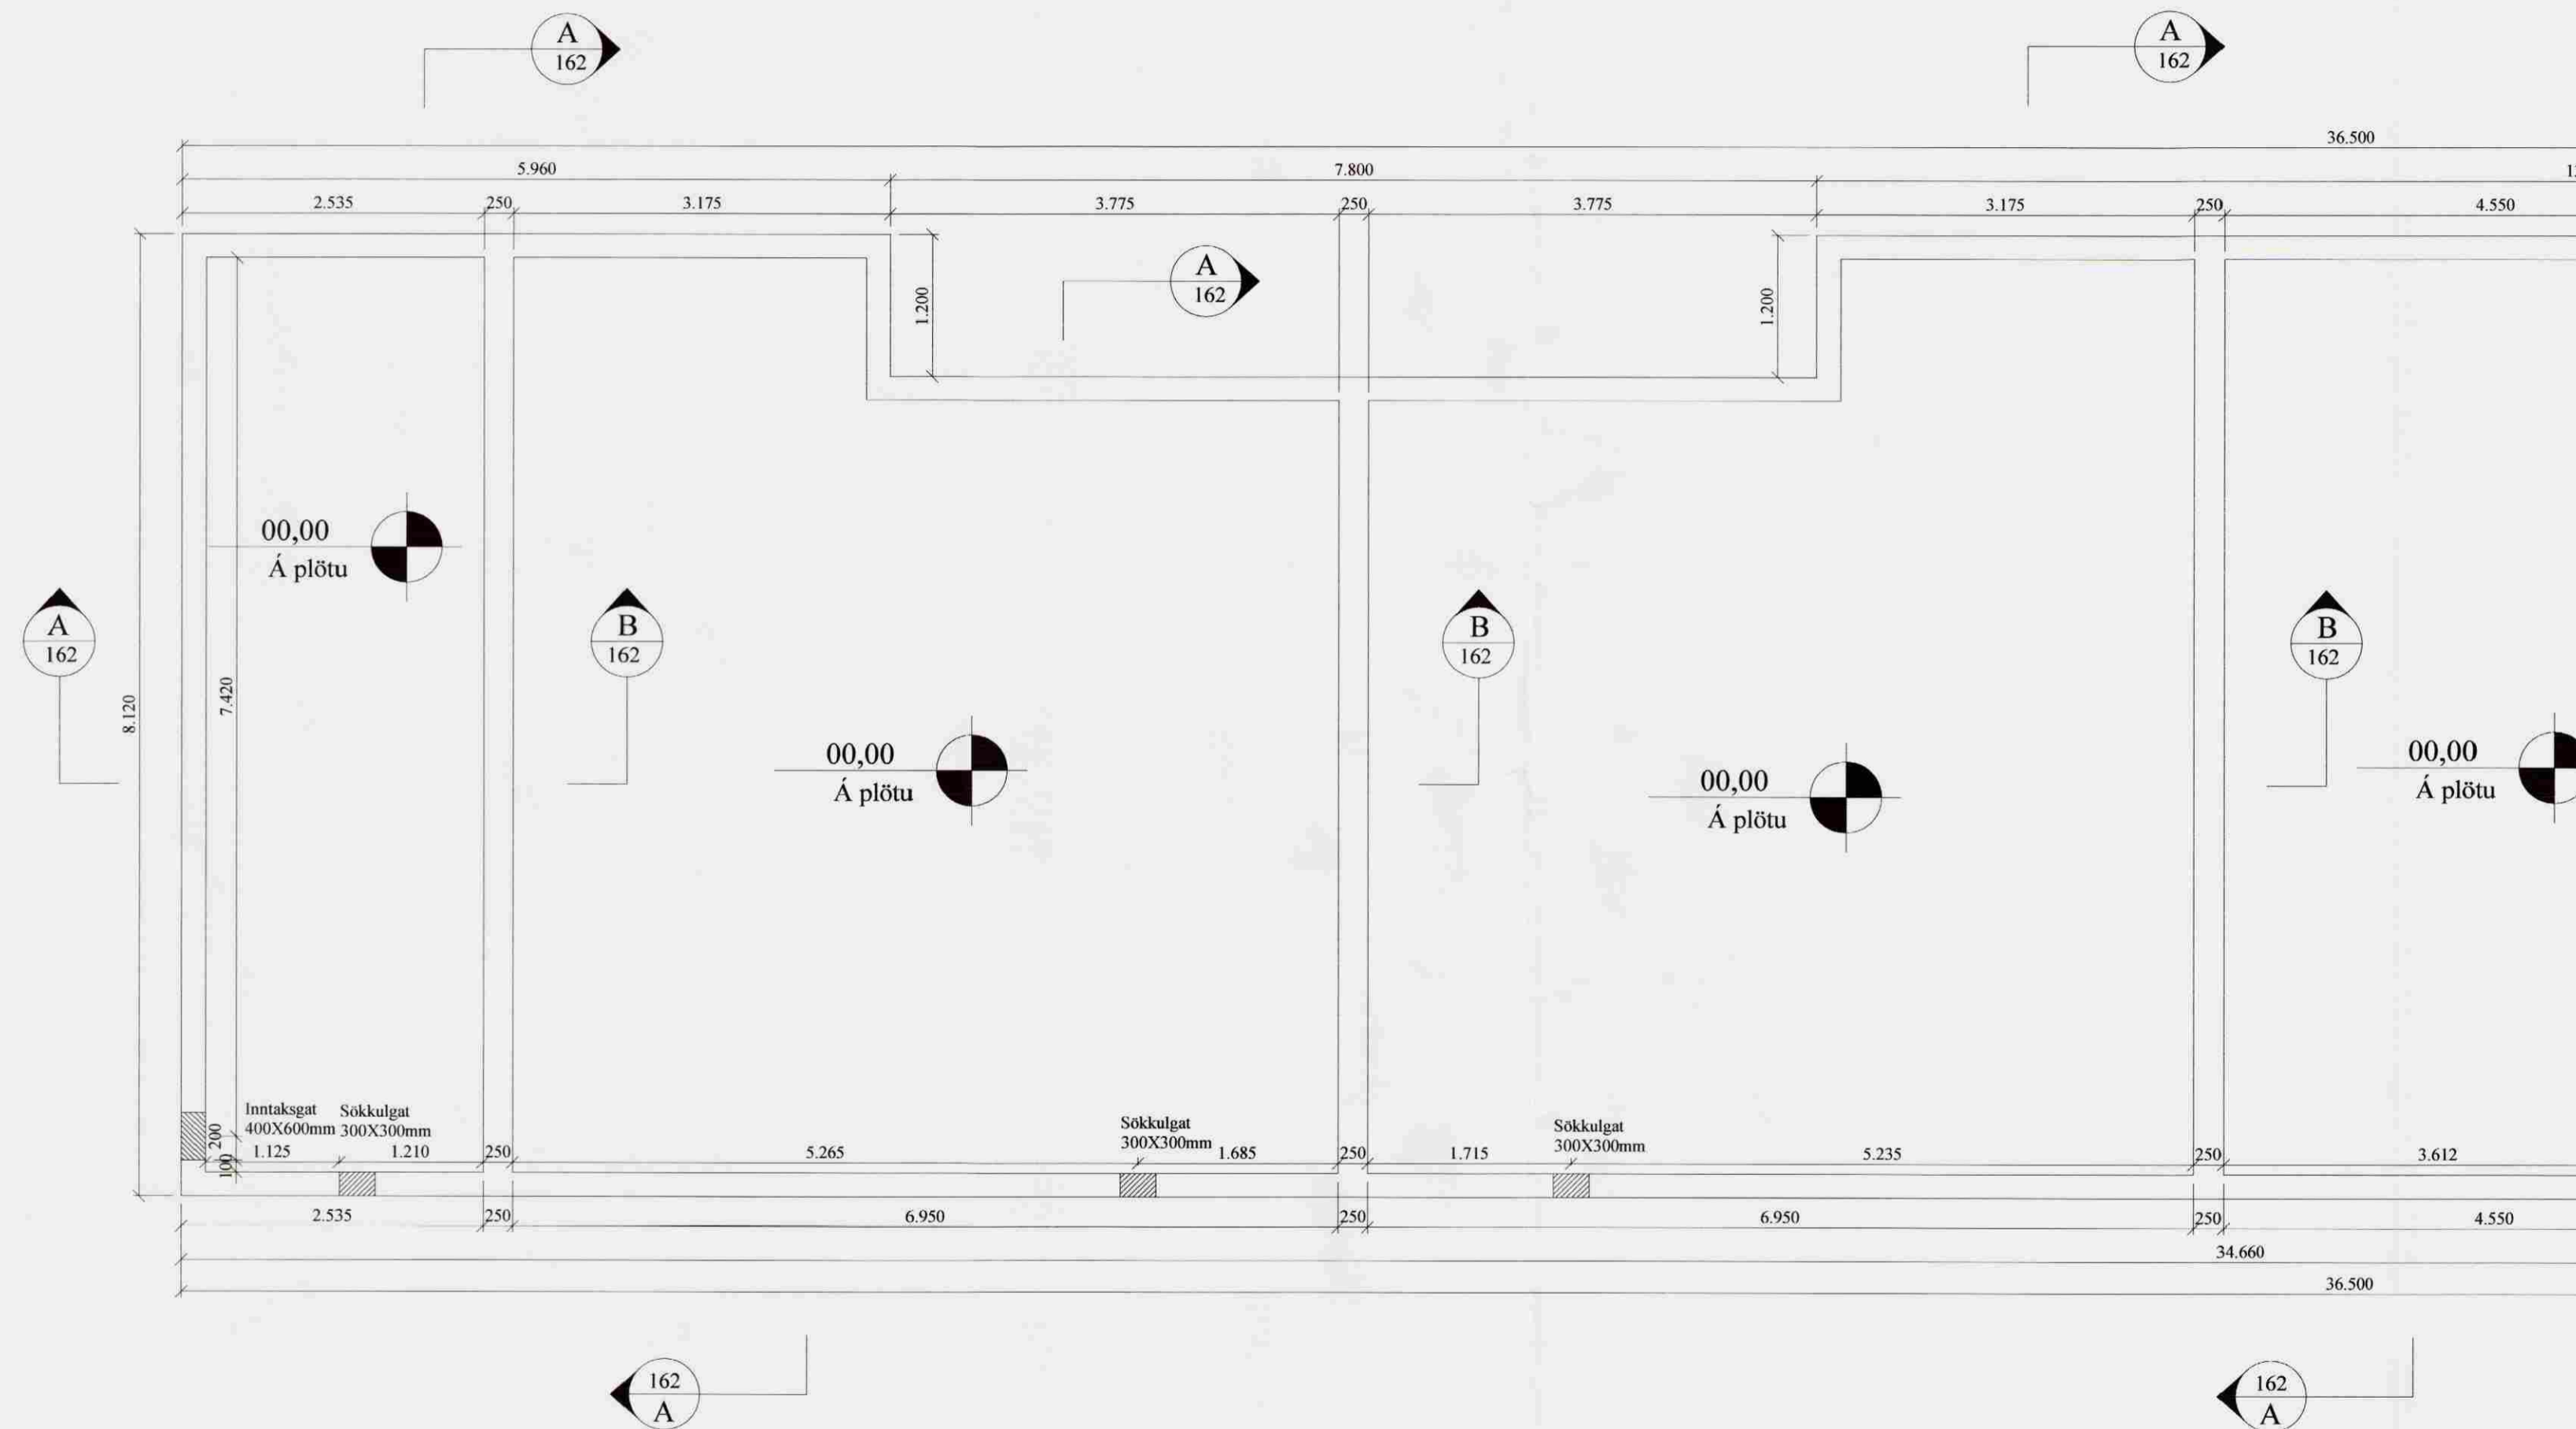 A
162
A
162
36.500
5.960
7.800
2.535
250
3.175
3.775
250
3.775
3.175
250
4.550
A
162
1.200
1.200
00,00
Á plötu
A
162
B
162
B
162
B
162
8.120
7.420
00,00
Á plötu
00,00
Á plötu
00,00
Á plötu
Inntaksgat
400X600mm
Sökkulgat
300X300mm
Sökkulgat
300X300mm
Sökkulgat
300X300mm
200
100
1.125
1.210
250
5.265
1.685
250
1.715
5.235
250
3.612
2.535
250
6.950
250
6.950
250
4.550
34.660
36.500
162
A
162
A